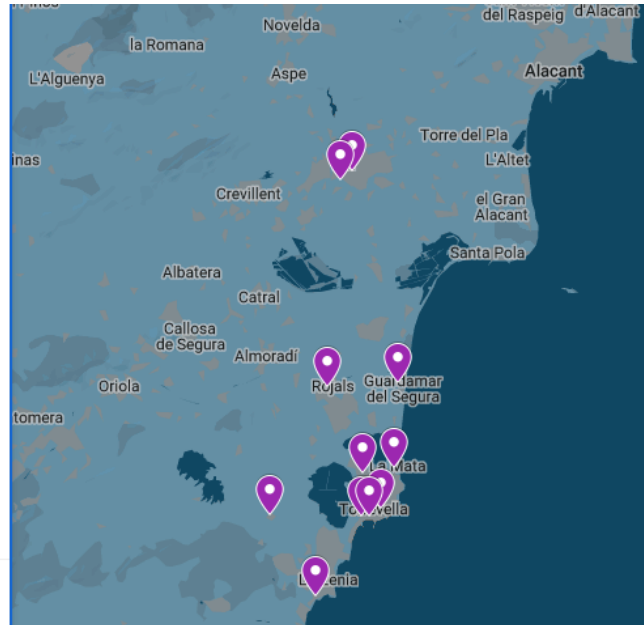 Novelda
del Raspeig
d'Alacant
la Romana
L'Alguenya
Aspe
Alacant
Torre del Pla
inas
L'Altet
Crevillent
el Gran
Alacant
Santa Pola
Albatera
Catral
Callosa
de Segura
Almoradí
Oriola
Rojals
Guardamar
del Segura
tomera
La Mata